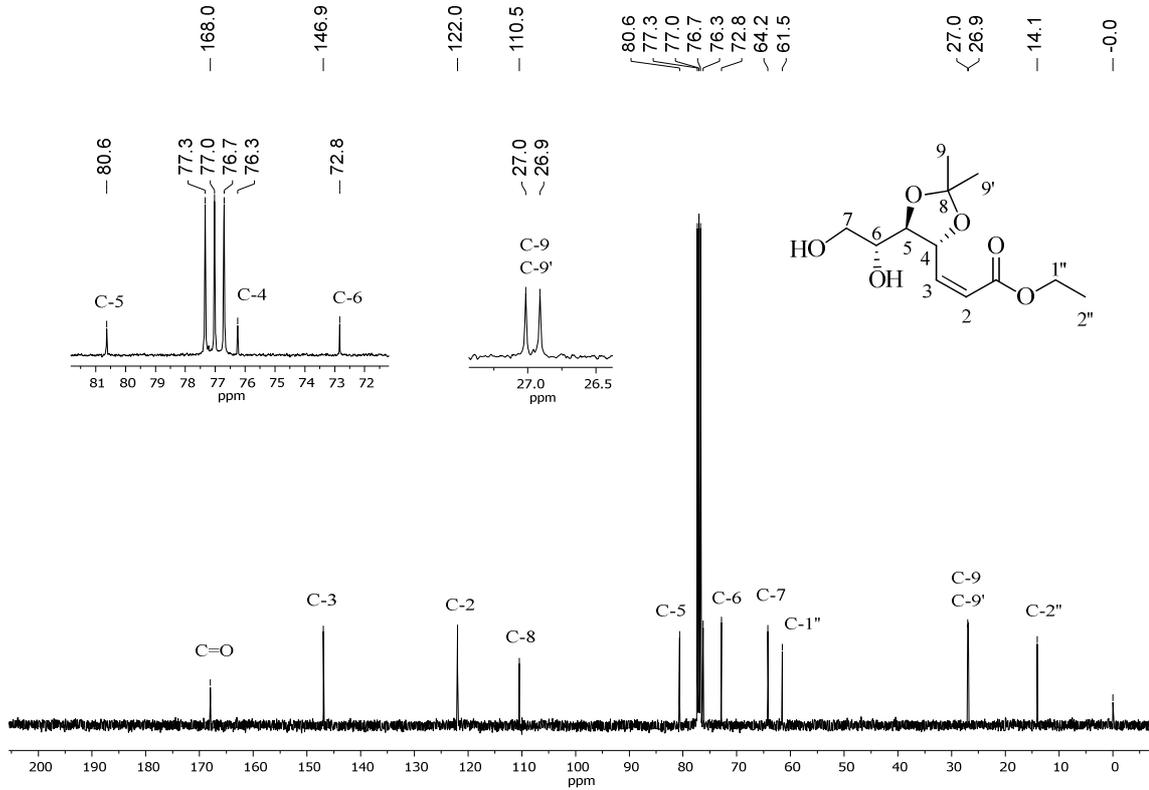 168.0
146.9
122.0
110.5
80.6
77.3
77.0
76.7
76.3
72.8
64.2
61.5
27.0
26.9
14.1
-0.0
80.6
77.3
77.0
76.7
76.3
72.8
C-5
C-4
C-6
81 80 79 78 77 76 75 74 73 72
ppm
27.0
26.9
C-9
C-9'
27.0 26.5
ppm
9
9'
O
8
7
O
6
5
HO
4
O
OH
3
O
1"
2
2"
C=O
C-3
C-2
C-8
C-5
C-6
C-7
C-1"
C-9
C-9'
C-2"
200 190 180 170 160 150 140 130 120 110 100 90 80 70 60 50 40 30 20 10 0
ppm